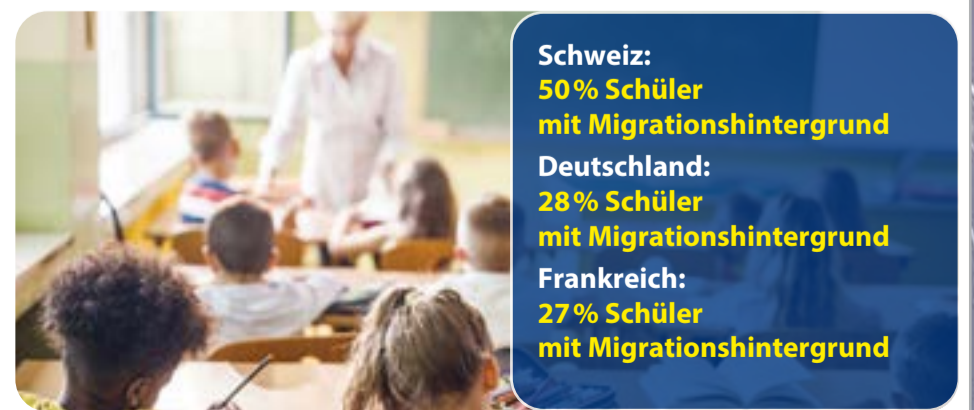 Schweiz:
50% Schüler
mit Migrationshintergrund
Deutschland:
28% Schüler
mit Migrationshintergrund
Frankreich:
27% Schüler
mit Migrationshintergrund